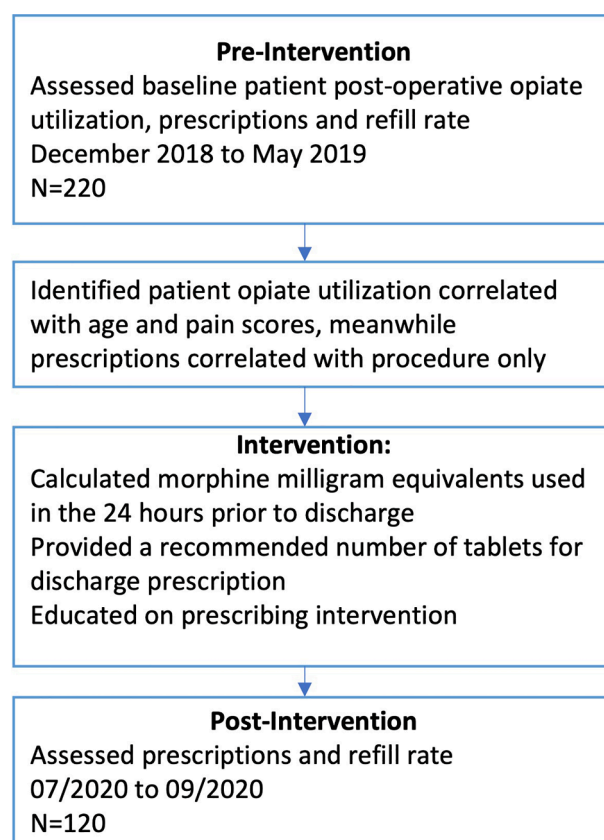 Pre-Intervention
Assessed baseline patient post-operative opiate
utilization, prescriptions and refill rate
December 2018 to May 2019
N=220
Identified patient opiate utilization correlated
with age and pain scores, meanwhile
prescriptions correlated with procedure only
Intervention:
Calculated morphine milligram equivalents used
in the 24 hours prior to discharge
Provided a recommended number of tablets for
discharge prescription
Educated on prescribing intervention
Post-Intervention
Assessed prescriptions and refill rate
07/2020 to 09/2020
N=120